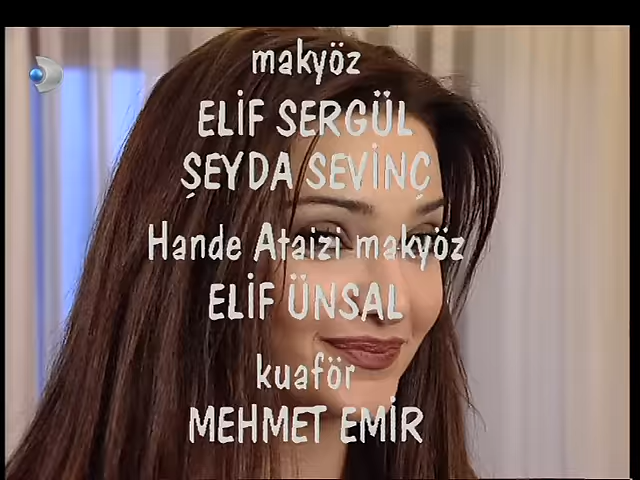 makyöz
ELİF SERGÜL
ŞEYDA SEVİNÇ
Hande Ataizi makyöz
ELİF ÜNSAL
kuaför
MEHMET EMİR